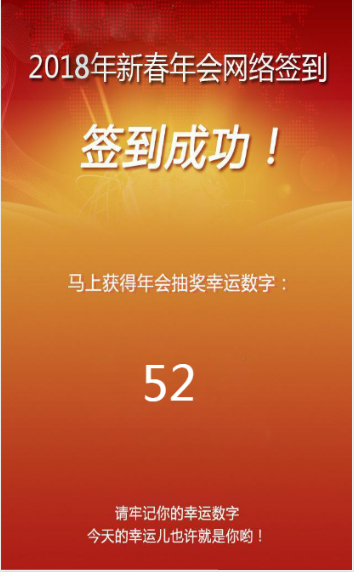 2018年新春年会网络签到
签到成功！
马上获得年会抽奖幸运数字：
52
请牢记你的幸运数字
今天的幸运儿也许就是你哟！